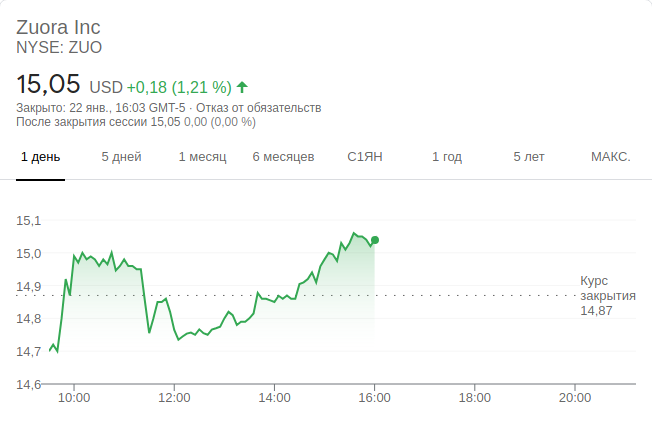 Zuora Inc
NYSE: ZUO
15,05 USD +0,18 (1,21 %)
Закрыто: 22 янв., 16:03 GMT-5 · Отказ от обязательств
После закрытия сессии 15,05 0,00 (0,00 %)
1 день 5 дней 1 месяц 6 месяцев С1ЯН 1 год 5 лет МАКС.
15,1
15,0
14,9
14,8
14,7
14,6
Курс
закрытия
14,87
10:00 12:00 14:00 16:00 18:00 20:00